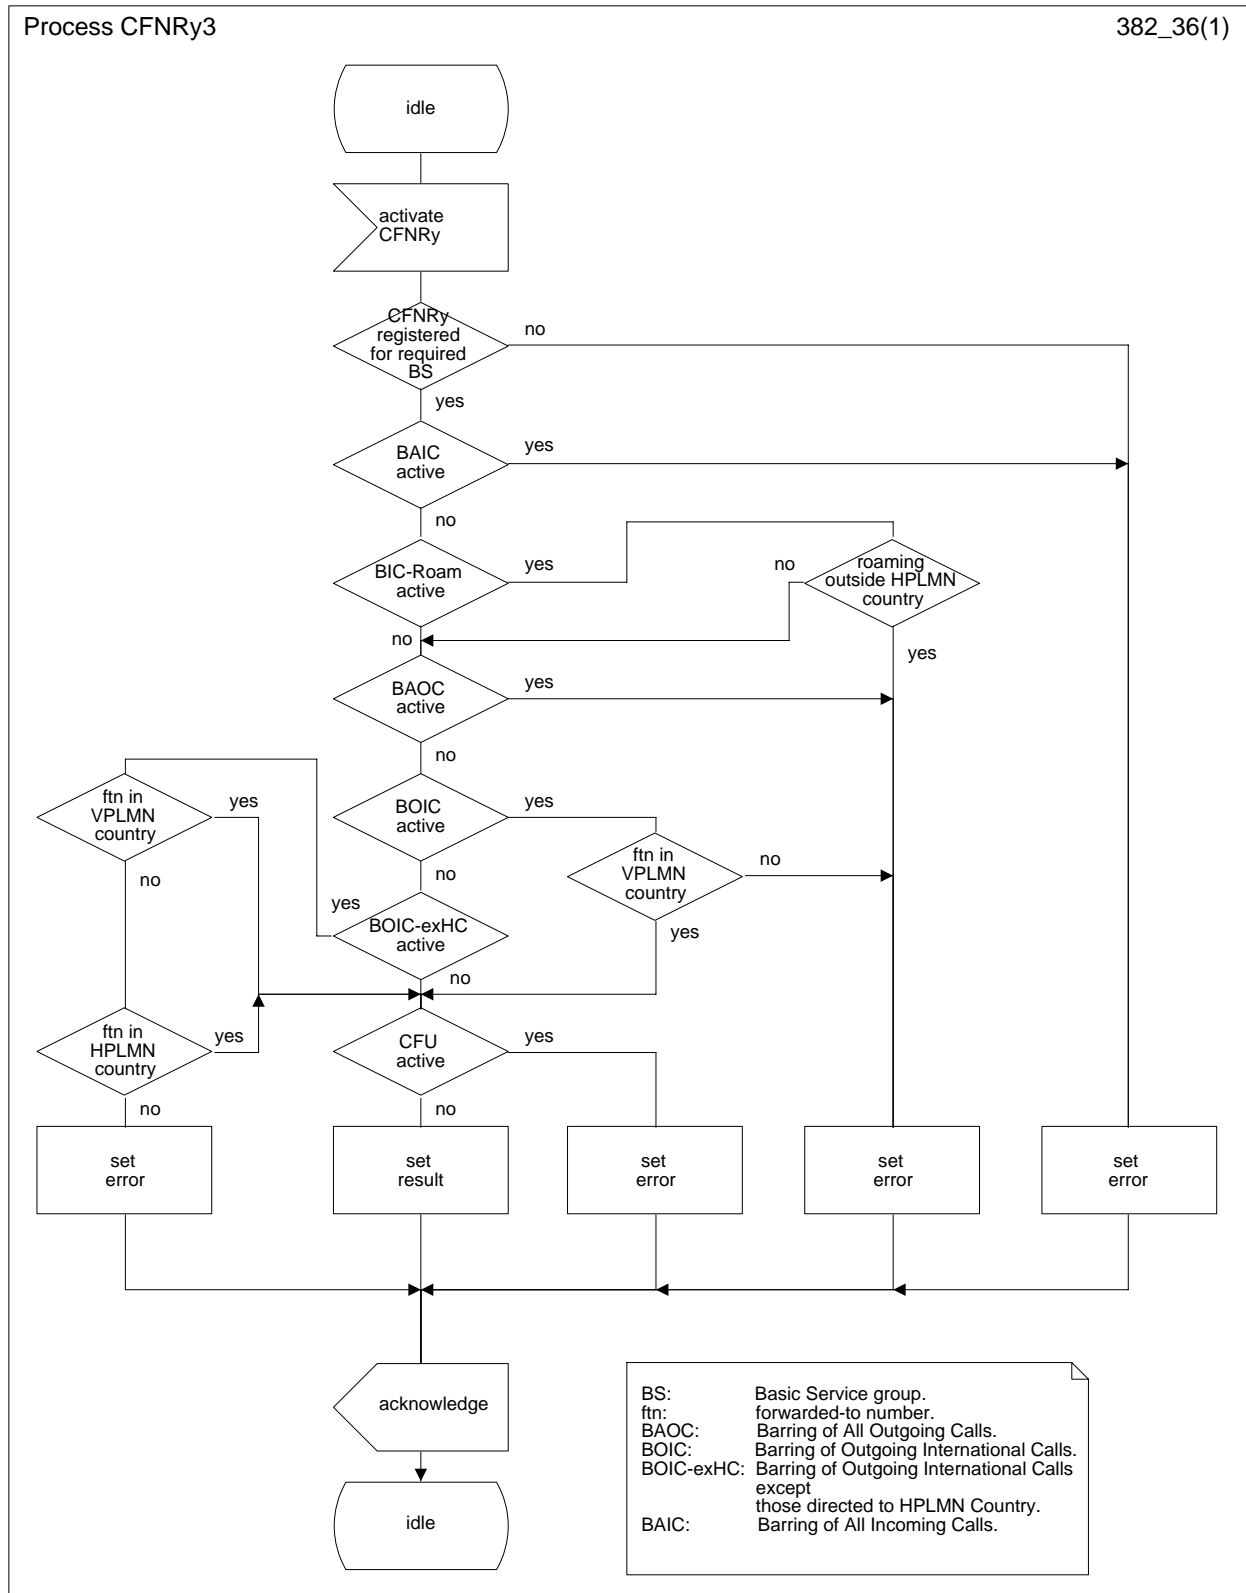 Process CFNRy3
382_36(1)
idle
activate
CFNRy
CFNRy
registered
for required
BS
no
yes
BAIC
active
yes
no
BIC-Roam
active
yes
no
roaming
outside HPLMN
country
no
yes
BAOC
active
yes
no
ftn in
VPLMN
country
yes
no
BOIC
active
yes
no
ftn in
VPLMN
country
no
yes
yes
BOIC-exHC
active
no
ftn in
HPLMN
country
yes
no
CFU
active
yes
no
set
error
set
result
set
error
set
error
set
error
acknowledge
idle
BS: Basic Service group.
ftn: forwarded-to number.
BAOC: Barring of All Outgoing Calls.
BOIC: Barring of Outgoing International Calls.
BOIC-exHC: Barring of Outgoing International Calls
except
those directed to HPLMN Country.
BAIC: Barring of All Incoming Calls.